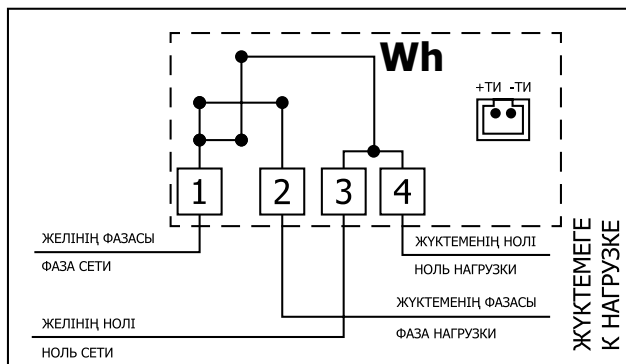 Wh
+ТИ -ТИ
1 2 3 4
ЖЕЛІНІҢ ФАЗАСЫ
ФАЗА СЕТИ
ЖҮКТЕМЕНІҢ НОЛІ
НОЛЬ НАГРУЗКИ
ЖҮКТЕМЕНІҢ ФАЗАСЫ
ФАЗА НАГРУЗКИ
ЖЕЛІНІҢ НОЛІ
НОЛЬ СЕТИ
ЖҮКТЕМЕГЕ
К НАГРУЗКЕ